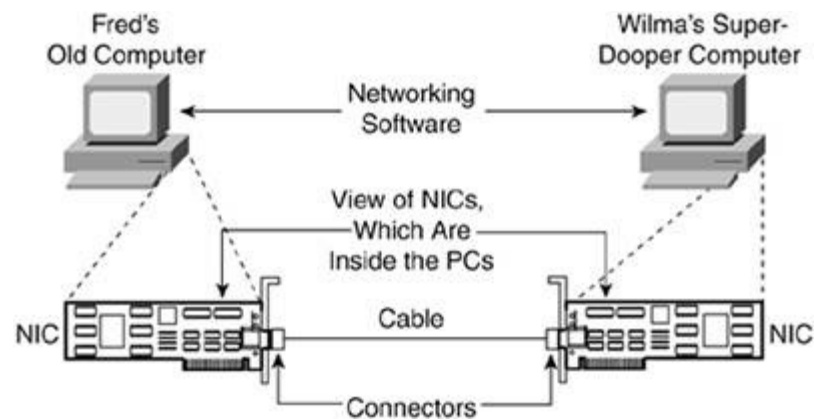 Fred's
Old Computer
Wilma's Super-
Dooper Computer
Networking
Software
View of NICs,
Which Are
Inside the PCs
NIC
Cable
NIC
Connectors